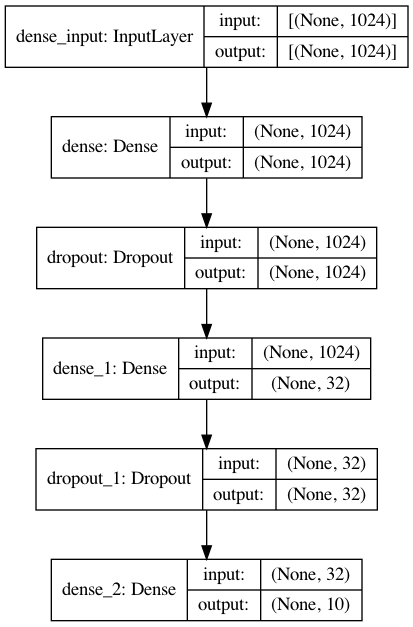 dense_input: InputLayer
input: [(None, 1024)]
output: [(None, 1024)]
dense: Dense
input: (None, 1024)
output: (None, 1024)
dropout: Dropout
input: (None, 1024)
output: (None, 1024)
dense_1: Dense
input: (None, 1024)
output: (None, 32)
dropout_1: Dropout
input: (None, 32)
output: (None, 32)
dense_2: Dense
input: (None, 32)
output: (None, 10)